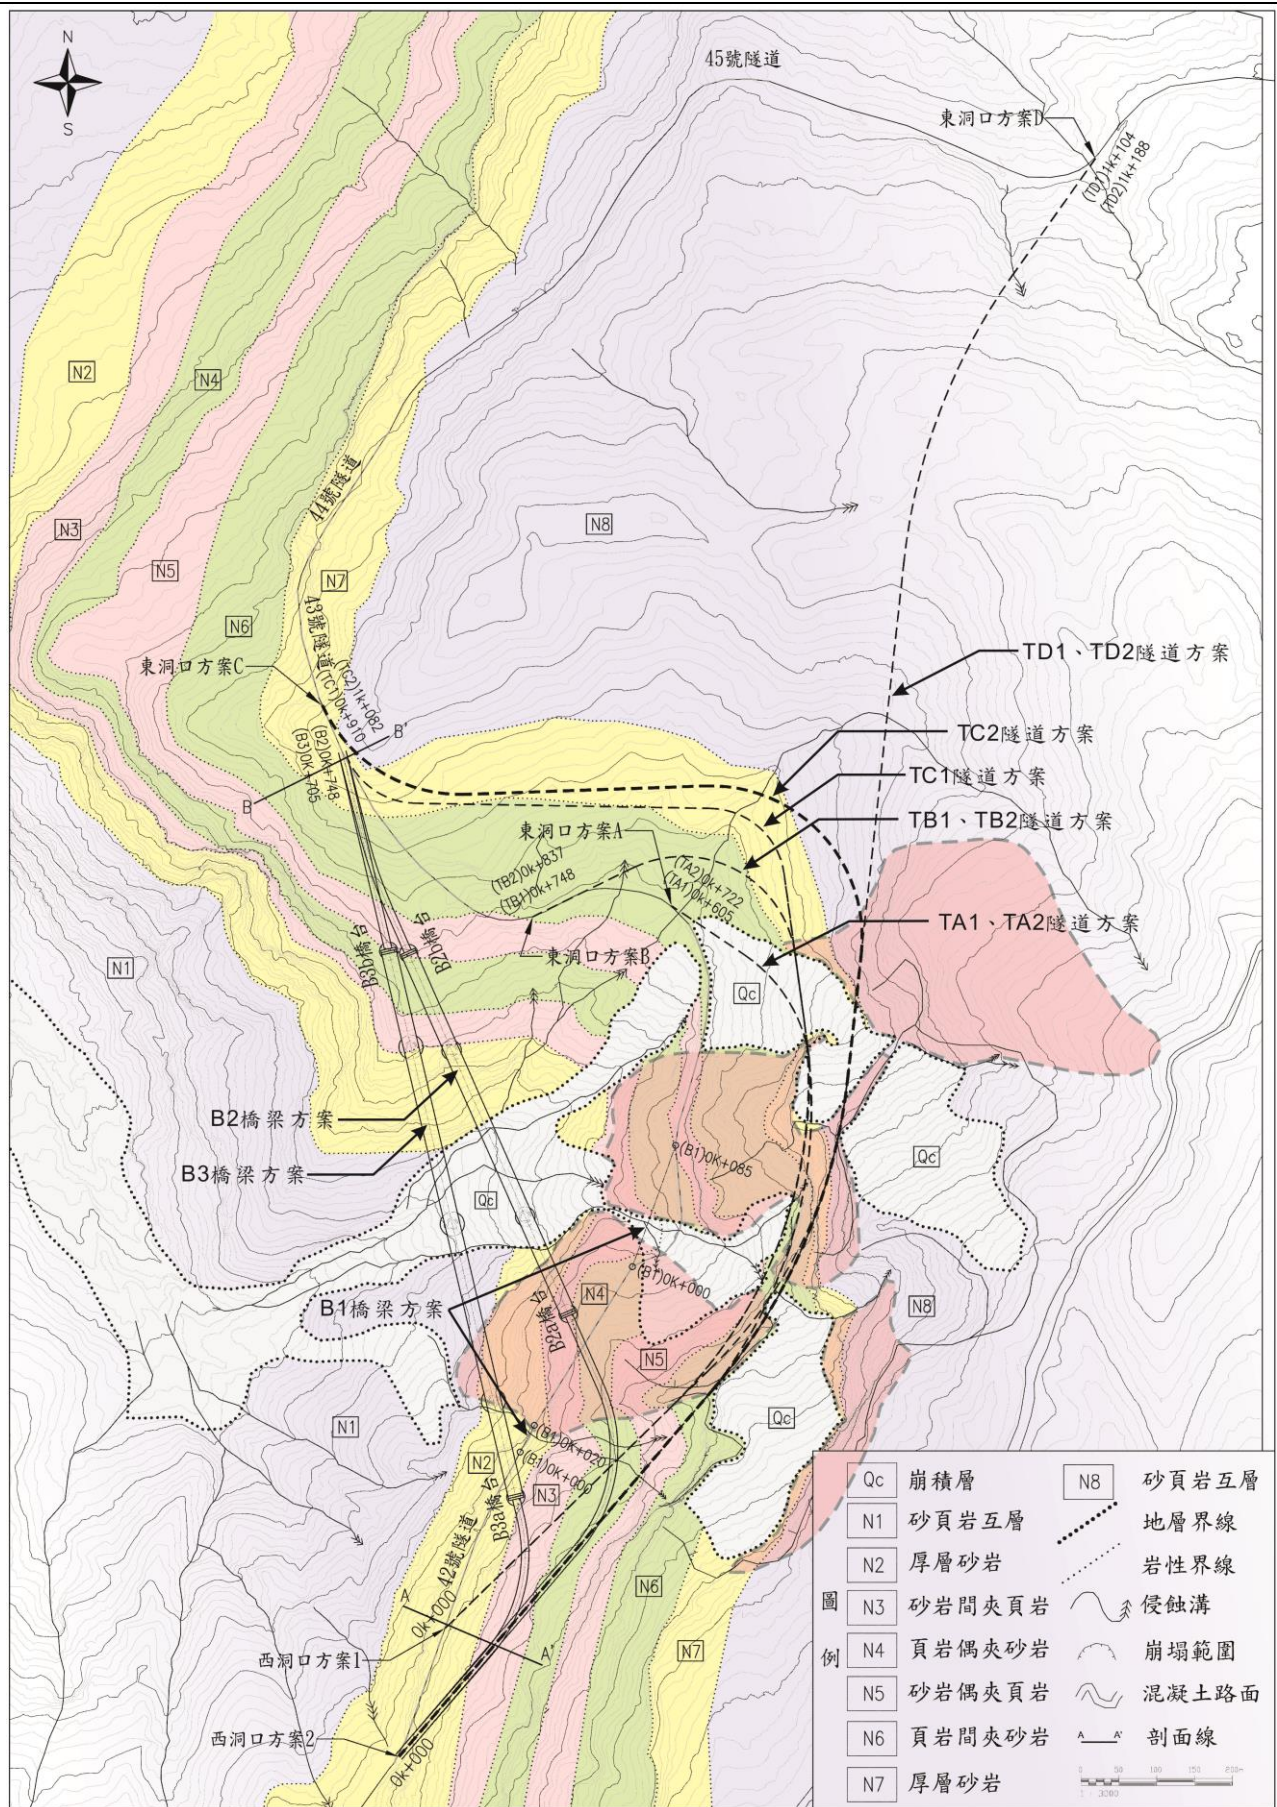 N
S
45號隧道
東洞口方案D
(TD1)1k+104
(TD2)1k+188
N2
N4
44號隧道
N3
N5
N8
N7
43號隧道
N6
東洞口方案C
(TC1)0k+910
(TC2)1k+082
TD1、TD2隧道方案
B'
B
(B2)0K+748
(B3)0K+705
TC2隧道方案
TC1隧道方案
TB1、TB2隧道方案
東洞口方案A
(TB2)0k+837
(TB1)0k+748
(TA2)0k+722
(TA1)0k+605
TA1、TA2隧道方案
B3b橋台
B2b橋台
東洞口方案B
N1
Qc
B2橋梁方案
B3橋梁方案
(B1)0K+085
Qc
Qc
(B1)0K+000
N4
B1橋梁方案
B2a橋台
N8
N5
N1
Qc
(B1)0K+020
(B1)0K+000
N2
B3a橋台
N3
42號隧道
A
0k+000
A'
N6
西洞口方案1
N7
西洞口方案2
0k+000
圖例
Qc 崩積層
N8 砂頁岩互層
N1 砂頁岩互層
地層界線
N2 厚層砂岩
岩性界線
N3 砂岩間夾頁岩
侵蝕溝
N4 頁岩偶夾砂岩
崩塌範圍
N5 砂岩偶夾頁岩
混凝土路面
N6 頁岩間夾砂岩
A A' 剖面線
N7 厚層砂岩
0 50 100 150 200m
1 : 3000